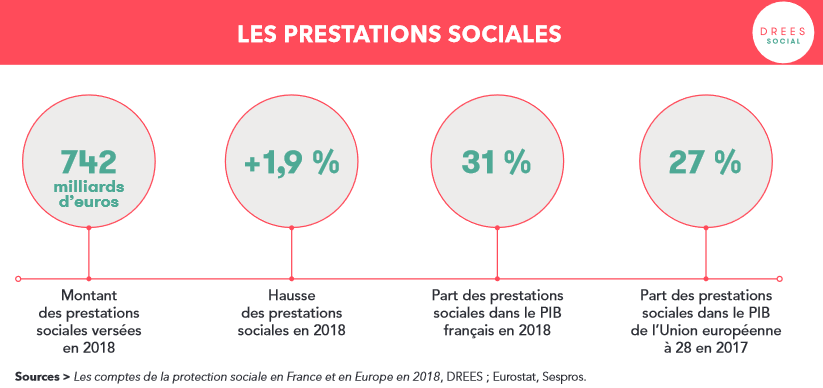 LES PRESTATIONS SOCIALES
DREES
SOCIAL
742
milliards
d'euros
+1,9 %
31 %
27 %
Montant
des prestations
sociales versées
en 2018
Hausse
des prestations
sociales en 2018
Part des prestations
sociales dans le PIB
français en 2018
Part des prestations
sociales dans le PIB
de l'Union européenne
à 28 en 2017
Sources > Les comptes de la protection sociale en France et en Europe en 2018, DREES ; Eurostat, Sespros.